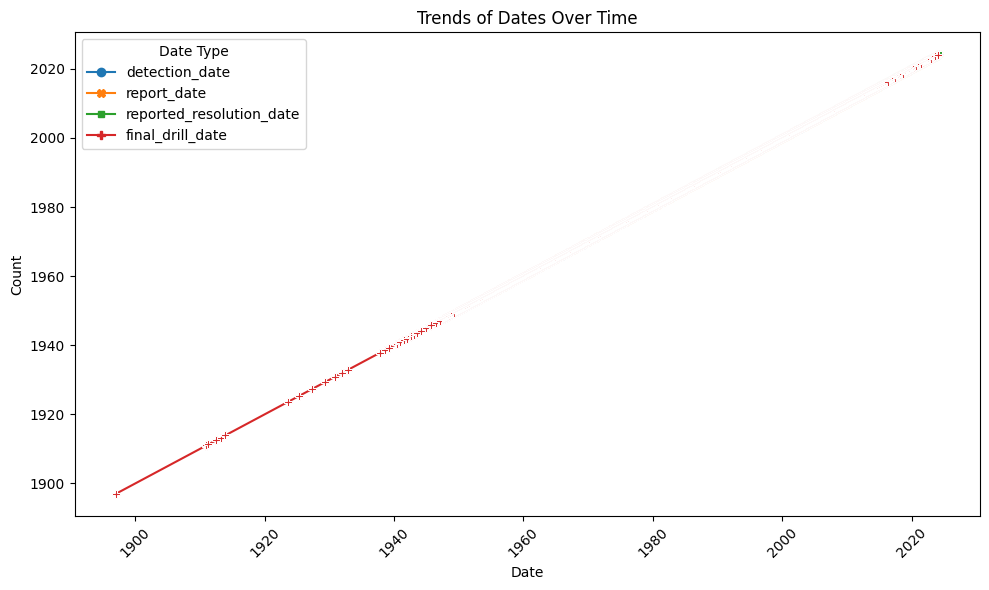 Trends of Dates Over Time
Date Type
detection_date
report_date
reported_resolution_date
final_drill_date
Count
2020
2000
1980
1960
1940
1920
1900
1900
1920
1940
1960
1980
2000
2020
Date